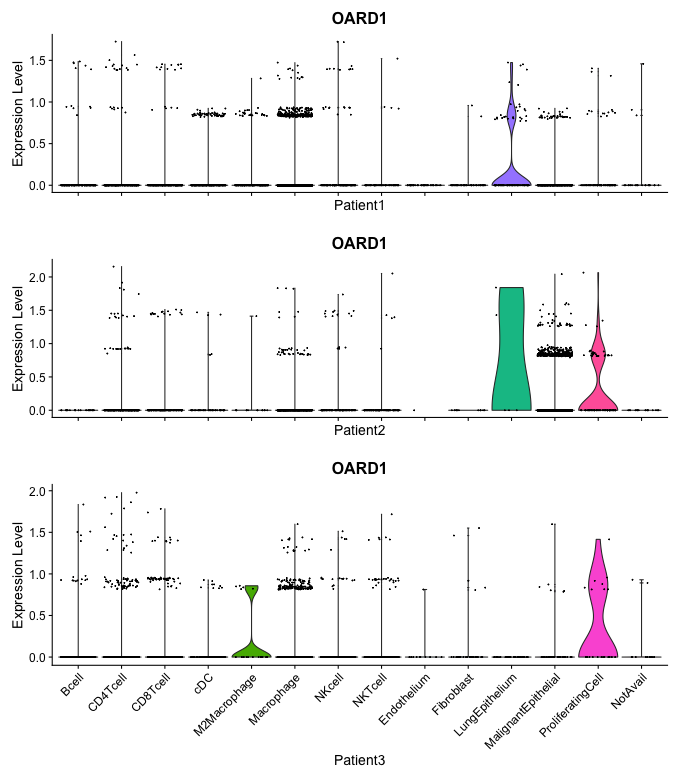 OARD1
Expression Level
1.5
1.0
0.5
0.0
Patient1
OARD1
Expression Level
2.0
1.5
1.0
0.5
0.0
Patient2
OARD1
Expression Level
2.0
1.5
1.0
0.5
0.0
Bcell
CD4Tcell
CD8Tcell
cDC
M2Macrophage
Macrophage
NKcell
NKTcell
Endothelium
Fibroblast
LungEpithelium
MalignantEpithelial
ProliferatingCell
NotAvail
Patient3